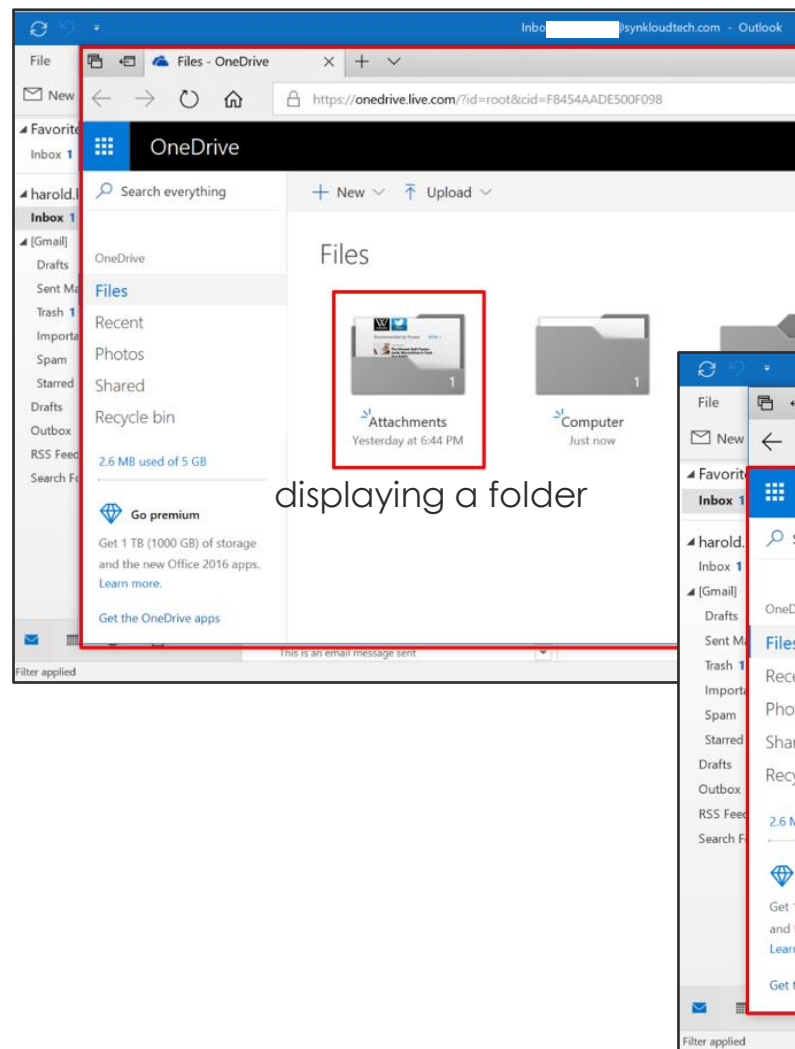 Inbo
@synkloudtech.com - Outlook
File
New
Favorite
Inbox 1
harold.l
Inbox 1
[Gmail]
Drafts
Sent Ma
Trash 1
Importa
Spam
Starred
Drafts
Outbox
RSS Feed
Search Fo
Filter applied
Files - OneDrive
https://onedrive.live.com/?id=root&cid=F8454AADE500F098
OneDrive
Search everything
New
Upload
OneDrive
Files
Recent
Photos
Shared
Recycle bin
2.6 MB used of 5 GB
Go premium
Get 1 TB (1000 GB) of storage
and the new Office 2016 apps.
Learn more.
Get the OneDrive apps
Files
W
1
Attachments
Yesterday at 6:44 PM
1
Computer
Just now
displaying a folder
This is an email message sent
File
New
Favorite
Inbox 1
harold.
Inbox 1
[Gmail]
Drafts
Sent Ma
Trash 1
Importa
Spam
Starred
Drafts
Outbox
RSS Feed
Search F
Filter applied
S
OneD
Files
Rece
Pho
Shar
Recy
2.6 M
Get 1
and t
Learn
Get t